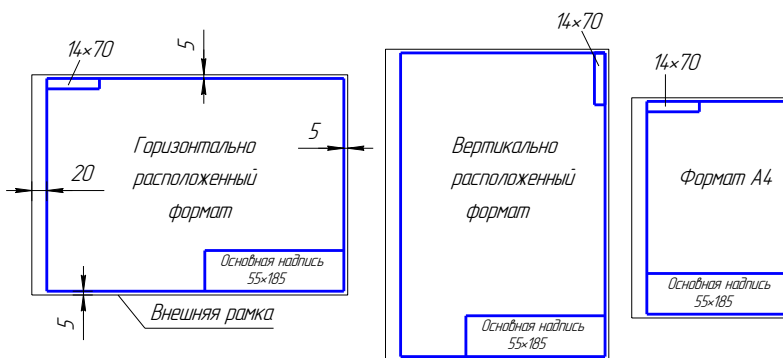 14×70
5
Горизонтально
расположенный
формат
5
20
Основная надпись
55×185
5
Внешняя рамка
14×70
Вертикально
расположенный
формат
Основная надпись
55×185
14×70
Формат А4
Основная надпись
55×185